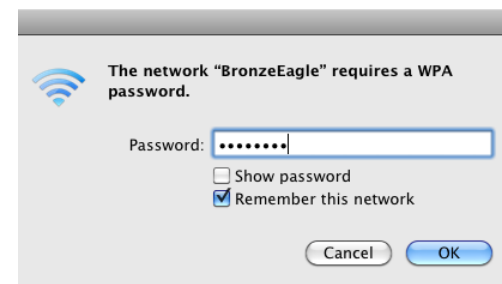 The network “BronzeEagle” requires a WPA
password.
Password: ••••••••
Show password
Remember this network
Cancel OK